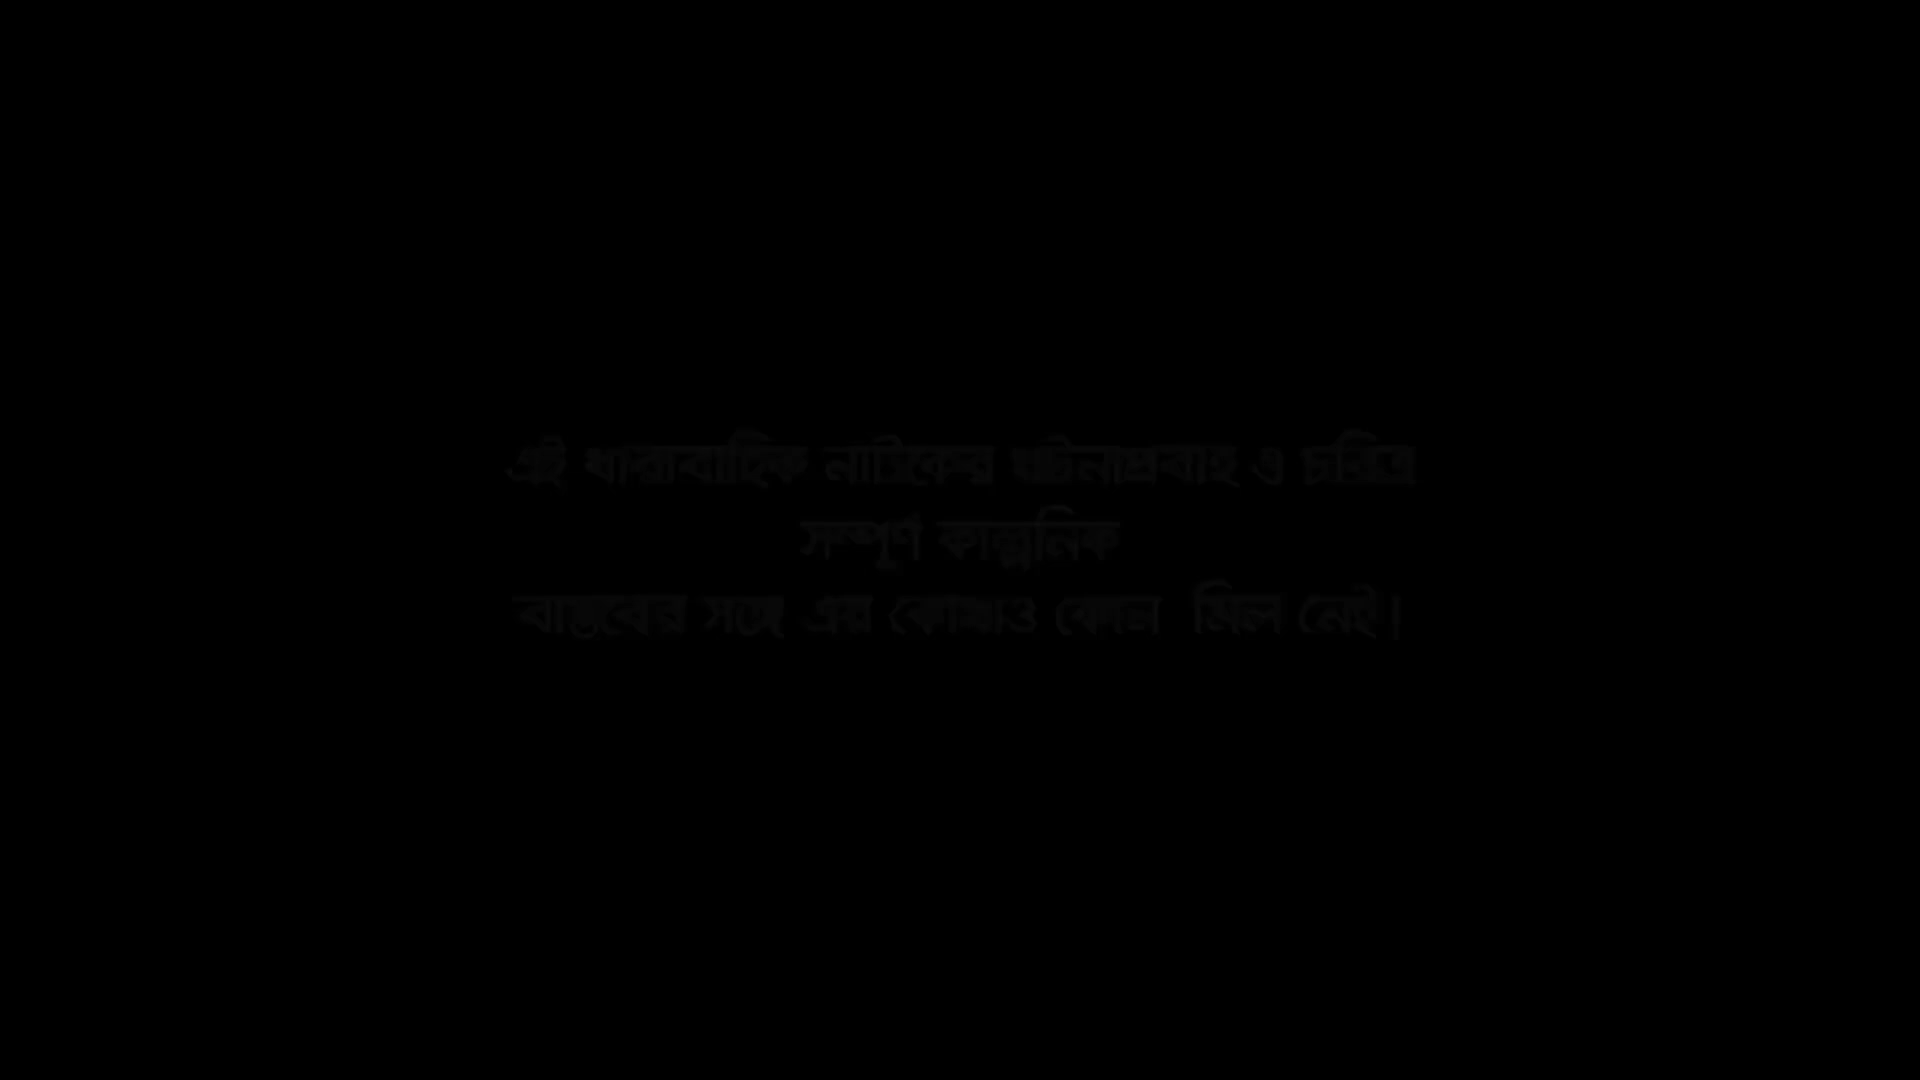 এই ধারাবাহিক নাটকের ঘটনাপ্রবাহ ও চরিত্র
সম্পূর্ণ কাল্পনিক
বাস্তবের সঙ্গে এর কোথাও কোন মিল নেই।